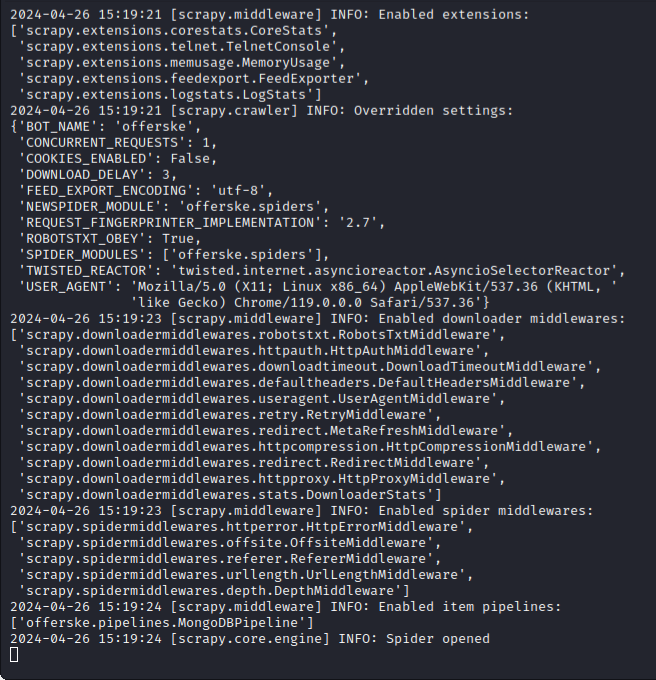 2024-04-26 15:19:21 [scrapy.middleware] INFO: Enabled extensions:
['scrapy.extensions.corestats.CoreStats',
 'scrapy.extensions.telnet.TelnetConsole',
 'scrapy.extensions.memusage.MemoryUsage',
 'scrapy.extensions.feedexport.FeedExporter',
 'scrapy.extensions.logstats.LogStats']
2024-04-26 15:19:21 [scrapy.crawler] INFO: Overridden settings:
{'BOT_NAME': 'offerske',
 'CONCURRENT_REQUESTS': 1,
 'COOKIES_ENABLED': False,
 'DOWNLOAD_DELAY': 3,
 'FEED_EXPORT_ENCODING': 'utf-8',
 'NEWSPIDER_MODULE': 'offerske.spiders',
 'REQUEST_FINGERPRINTER_IMPLEMENTATION': '2.7',
 'ROBOTSTXT_OBEY': True,
 'SPIDER_MODULES': ['offerske.spiders'],
 'TWISTED_REACTOR': 'twisted.internet.asyncioreactor.AsyncioSelectorReactor',
 'USER_AGENT': 'Mozilla/5.0 (X11; Linux x86_64) AppleWebKit/537.36 (KHTML, '
               'like Gecko) Chrome/119.0.0.0 Safari/537.36'}
2024-04-26 15:19:23 [scrapy.middleware] INFO: Enabled downloader middlewares:
['scrapy.downloadermiddlewares.robotstxt.RobotsTxtMiddleware',
 'scrapy.downloadermiddlewares.httpauth.HttpAuthMiddleware',
 'scrapy.downloadermiddlewares.downloadtimeout.DownloadTimeoutMiddleware',
 'scrapy.downloadermiddlewares.defaultheaders.DefaultHeadersMiddleware',
 'scrapy.downloadermiddlewares.useragent.UserAgentMiddleware',
 'scrapy.downloadermiddlewares.retry.RetryMiddleware',
 'scrapy.downloadermiddlewares.redirect.MetaRefreshMiddleware',
 'scrapy.downloadermiddlewares.httpcompression.HttpCompressionMiddleware',
 'scrapy.downloadermiddlewares.redirect.RedirectMiddleware',
 'scrapy.downloadermiddlewares.httpproxy.HttpProxyMiddleware',
 'scrapy.downloadermiddlewares.stats.DownloaderStats']
2024-04-26 15:19:23 [scrapy.middleware] INFO: Enabled spider middlewares:
['scrapy.spidermiddlewares.httperror.HttpErrorMiddleware',
 'scrapy.spidermiddlewares.offsite.OffsiteMiddleware',
 'scrapy.spidermiddlewares.referer.RefererMiddleware',
 'scrapy.spidermiddlewares.urllength.UrlLengthMiddleware',
 'scrapy.spidermiddlewares.depth.DepthMiddleware']
2024-04-26 15:19:24 [scrapy.middleware] INFO: Enabled item pipelines:
['offerske.pipelines.MongoDBPipeline']
2024-04-26 15:19:24 [scrapy.core.engine] INFO: Spider opened